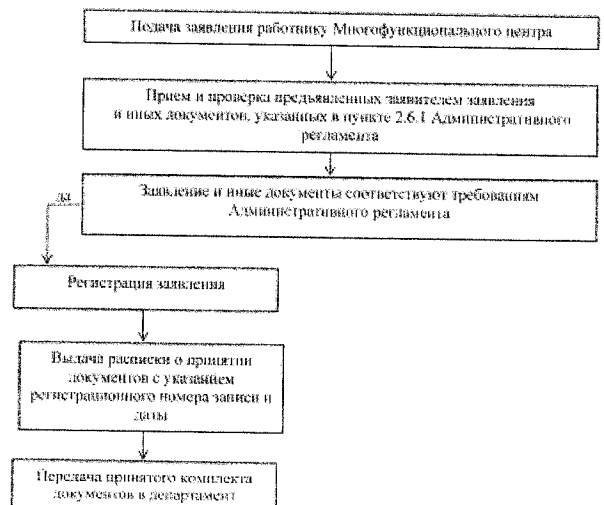 Подача заявления работнику Многофункционального центра
Прием и проверка предъявленных заявителем заявления
и иных документов, указанных в пункте 2.6.1 Административного
регламента
Заявление и иные документы соответствуют требованиям
Административного регламента
да
Регистрация заявления
Выдача расписки о принятии
документов с указанием
регистрационного номера записи и
даты
Передача принятого комплекта
документов в департамент